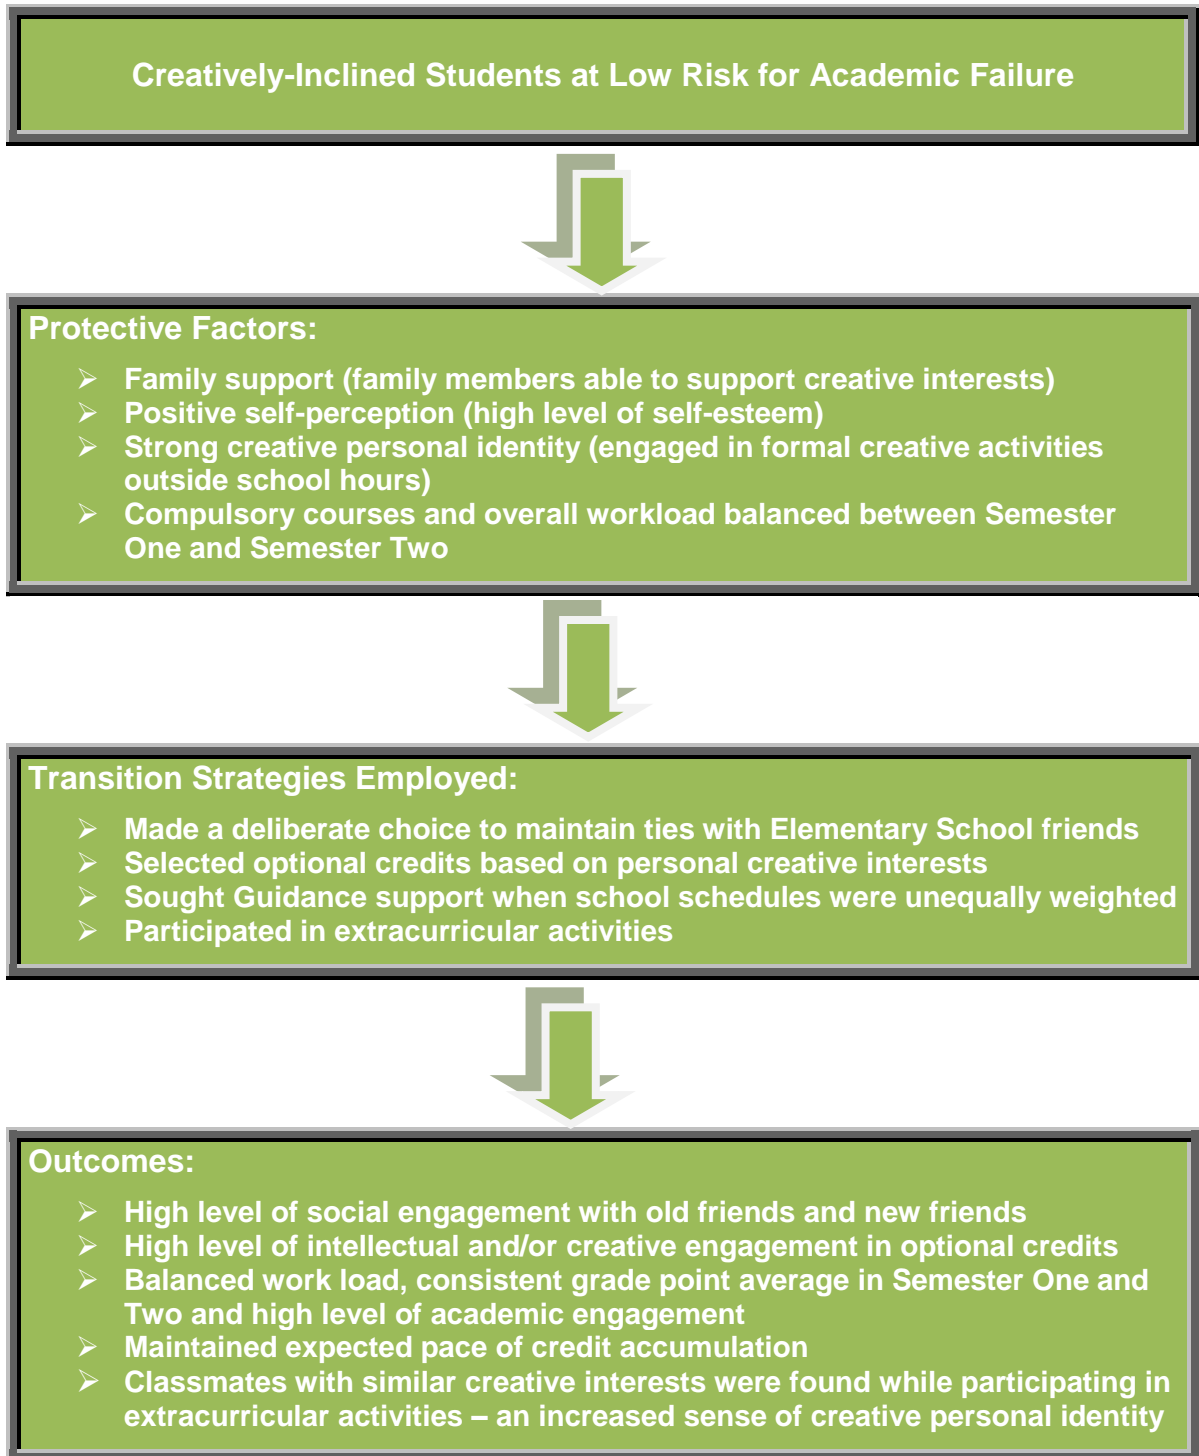 Creatively-Inclined Students at Low Risk for Academic Failure
Protective Factors:
➢ Family support (family members able to support creative interests)
➢ Positive self-perception (high level of self-esteem)
➢ Strong creative personal identity (engaged in formal creative activities
outside school hours)
➢ Compulsory courses and overall workload balanced between Semester
One and Semester Two
Transition Strategies Employed:
➢ Made a deliberate choice to maintain ties with Elementary School friends
➢ Selected optional credits based on personal creative interests
➢ Sought Guidance support when school schedules were unequally weighted
➢ Participated in extracurricular activities
Outcomes:
➢ High level of social engagement with old friends and new friends
➢ High level of intellectual and/or creative engagement in optional credits
➢ Balanced work load, consistent grade point average in Semester One and
Two and high level of academic engagement
➢ Maintained expected pace of credit accumulation
➢ Classmates with similar creative interests were found while participating in
extracurricular activities – an increased sense of creative personal identity